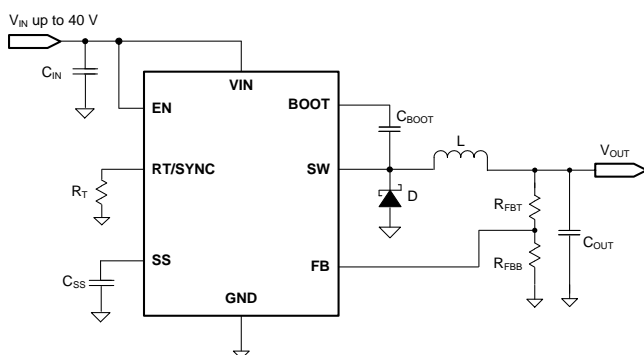 V_IN up to 40 V
C_IN
VIN
BOOT
EN
C_BOOT
L
V_OUT
RT/SYNC
SW
R_T
D
R_FBT
C_OUT
SS
FB
R_FBB
C_SS
GND